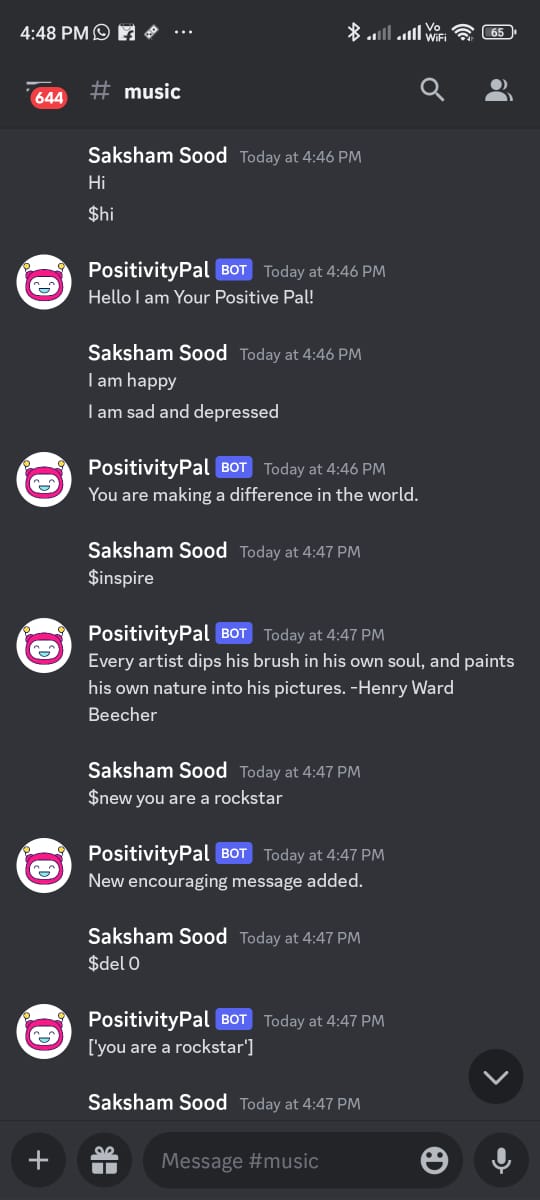 4:48 PM
Vo
WiFi
65
644
# music
Saksham Sood Today at 4:46 PM
Hi
$hi
PositivityPal BOT Today at 4:46 PM
Hello I am Your Positive Pal!
Saksham Sood Today at 4:46 PM
I am happy
I am sad and depressed
PositivityPal BOT Today at 4:46 PM
You are making a difference in the world.
Saksham Sood Today at 4:47 PM
$inspire
PositivityPal BOT Today at 4:47 PM
Every artist dips his brush in his own soul, and paints
his own nature into his pictures. -Henry Ward
Beecher
Saksham Sood Today at 4:47 PM
$new you are a rockstar
PositivityPal BOT Today at 4:47 PM
New encouraging message added.
Saksham Sood Today at 4:47 PM
$del 0
PositivityPal BOT Today at 4:47 PM
['you are a rockstar']
Saksham Sood Today at 4:47 PM
Message #music